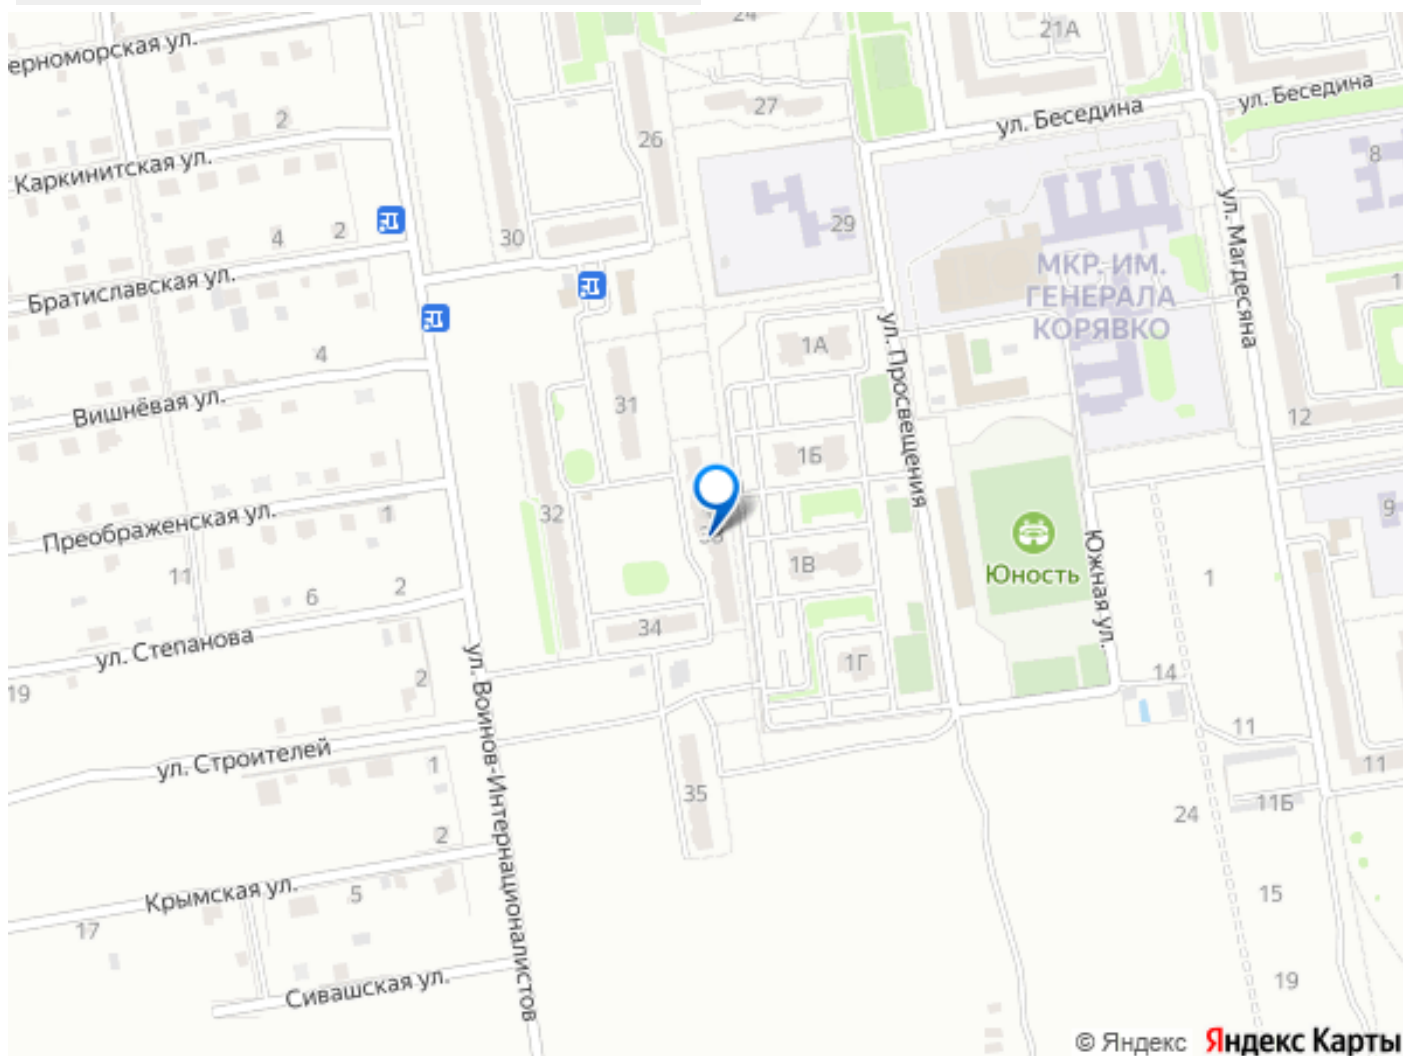 24
21А
ерноморская ул.
ул. Беседина
ул. Беседина
27
2
26
8
Каркинитская ул.
4
2
30
29
ул. Магдесяна
МКР. ИМ.
ГЕНЕРАЛА
КОРЯВКО
Братиславская ул.
1
4
1А
ул. Просвещения
Вишнёвая ул.
31
12
1Б
Преображенская ул.
1
32
9
11
6
2
1В
Юность
Южная ул.
1
ул. Степанова
34
19
2
1Г
14
ул. Воинов-Интернационалистов
11
ул. Строителей
1
11
35
11Б
24
2
Крымская ул.
5
15
17
Сивашская ул.
19
© Яндекс Яндекс Карты